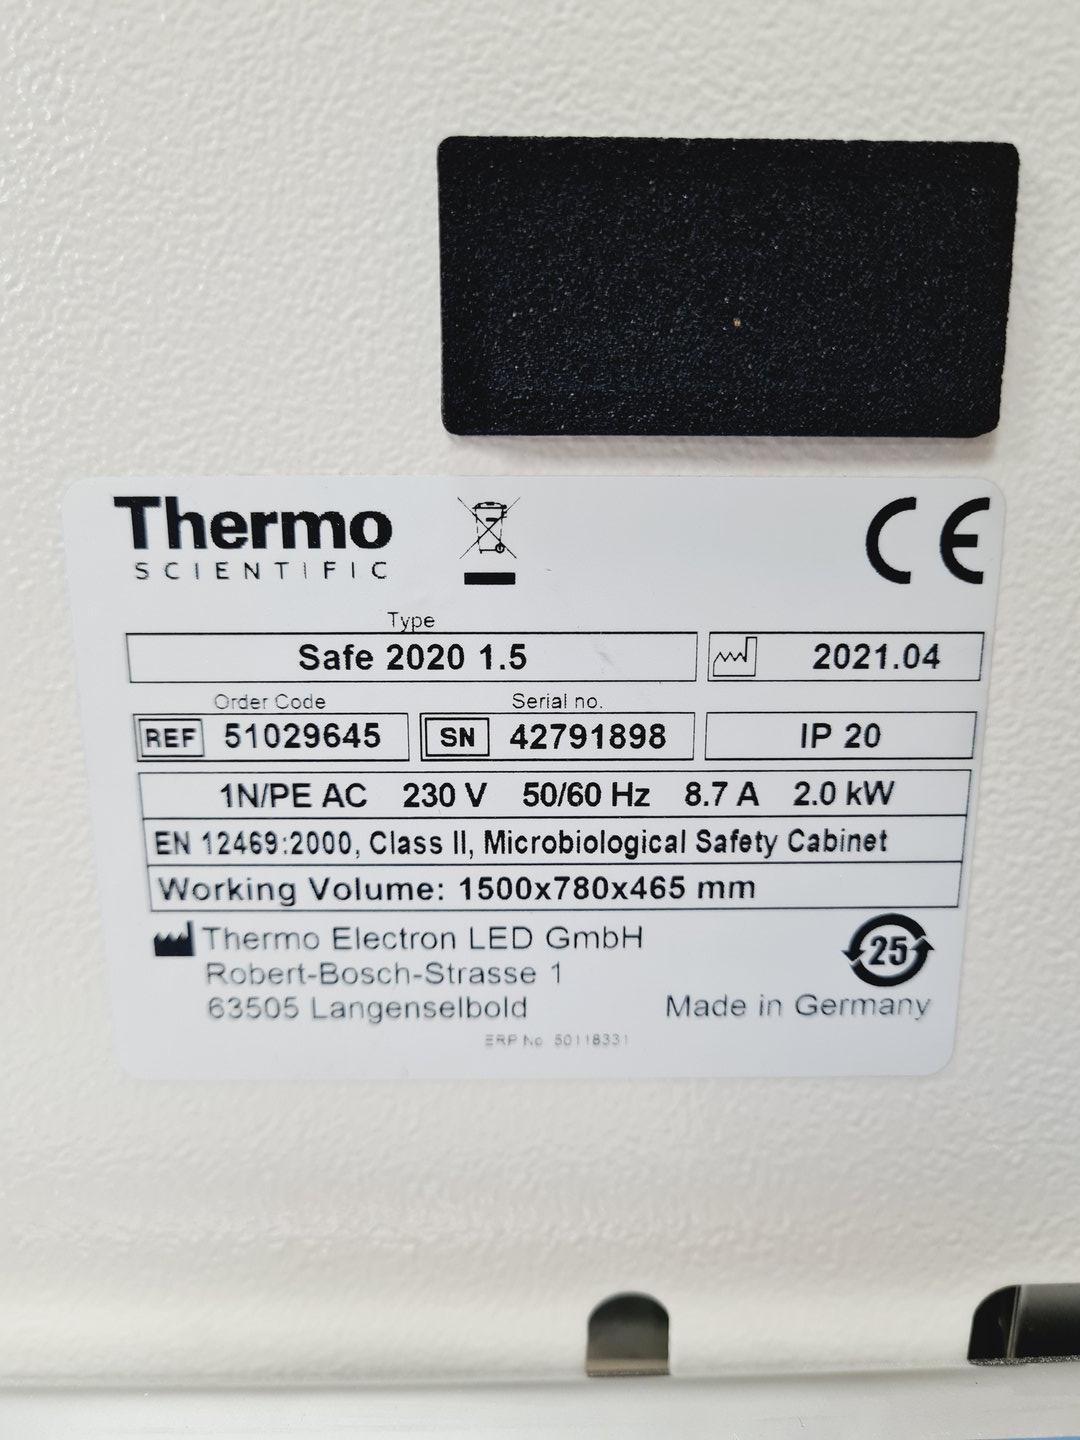 Thermo
SCIENTIFIC
CE
Type
Safe 2020 1.5
2021.04
Order Code
Serial no.
REF 51029645
SN 42791898
IP 20
1N/PE AC 230 V 50/60 Hz 8.7 A 2.0 kW
EN 12469:2000, Class II, Microbiological Safety Cabinet
Working Volume: 1500x780x465 mm
Thermo Electron LED GmbH
Robert-Bosch-Strasse 1
63505 Langenselbold
25
Made in Germany
ERP No. 50118331